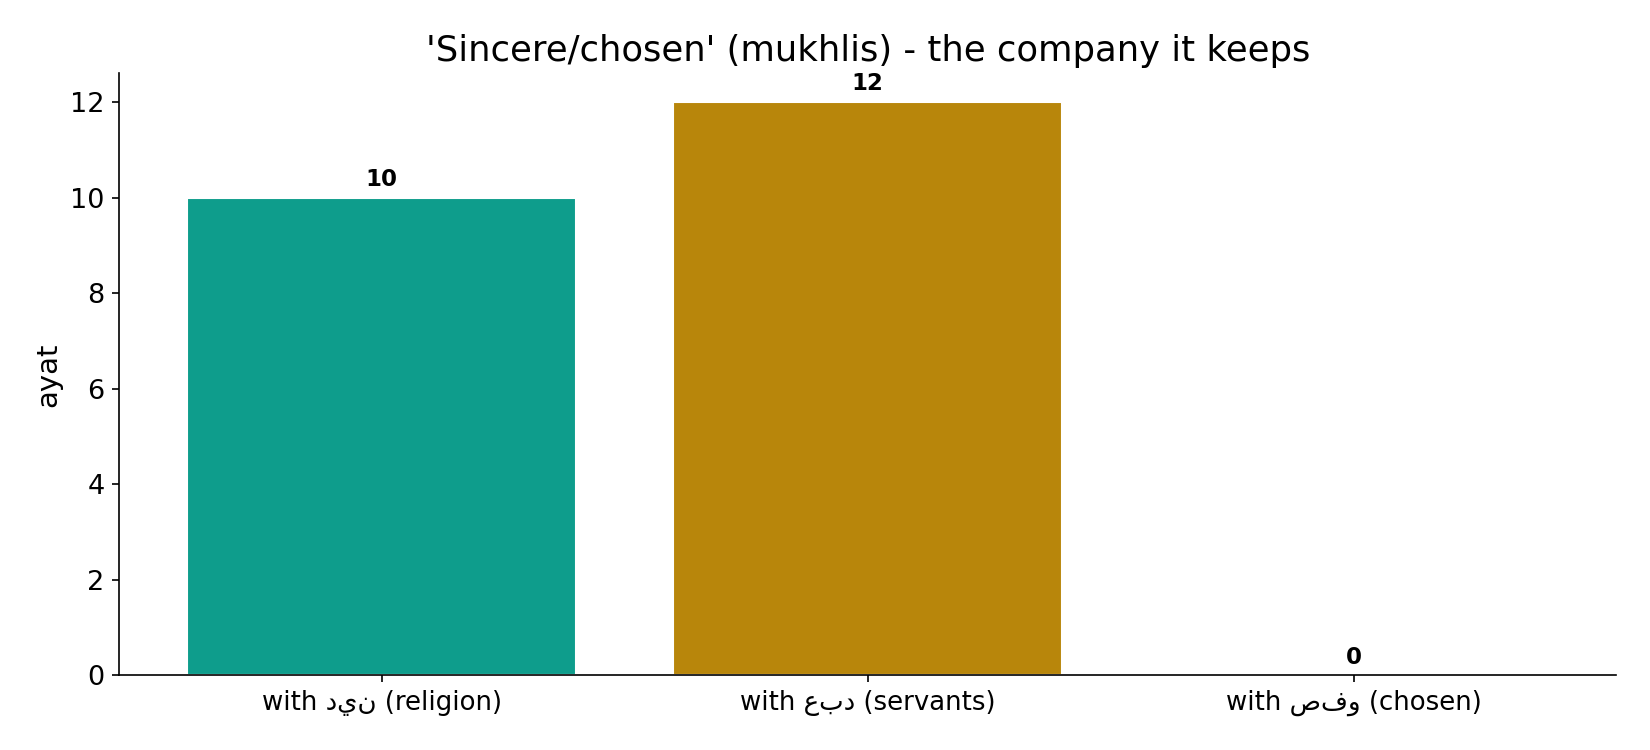 'Sincere/chosen' (mukhlis) - the company it keeps
ayat
12
10
8
6
4
2
0
10
12
0
with دين (religion)
with عبد (servants)
with صفو (chosen)